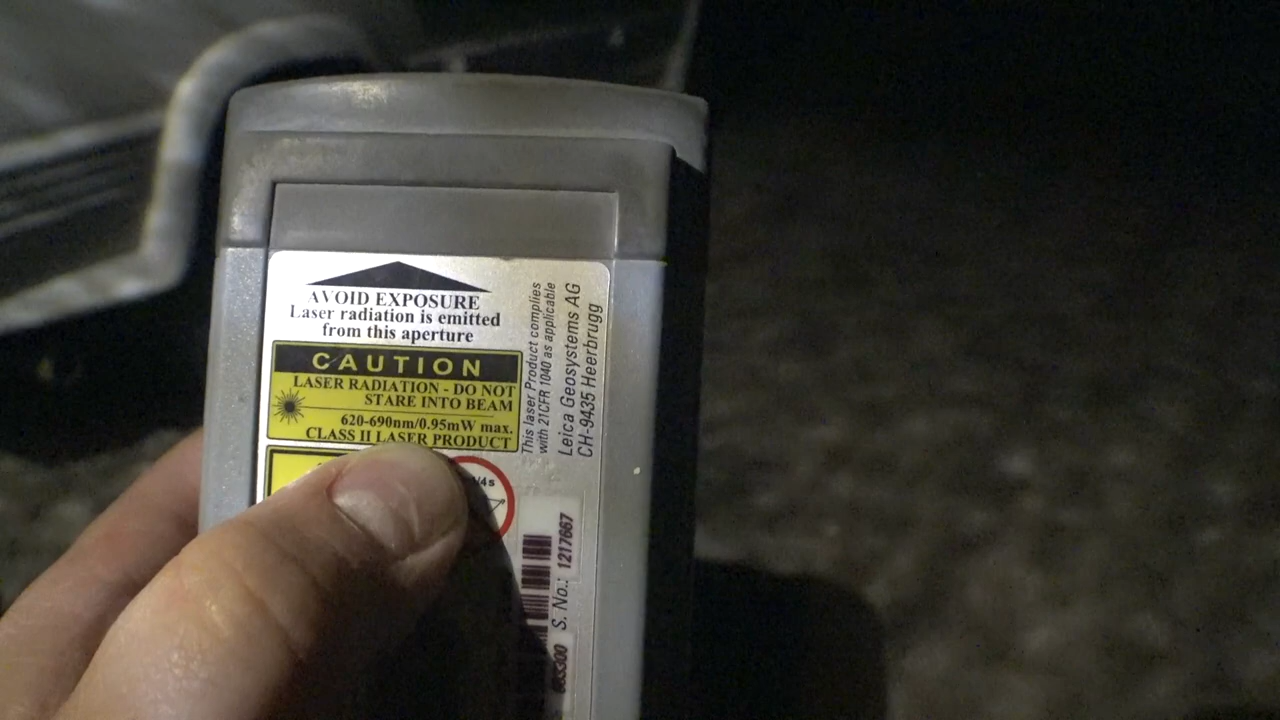 AVOID EXPOSURE
Laser radiation is emitted
from this aperture
CAUTION
LASER RADIATION - DO NOT
STARE INTO BEAM
620-690nm/0.95mW max.
CLASS II LASER PRODUCT
This laser Product complies
with 21CFR 1040 as applicable
Leica Geosystems AG
CH-9435 Heerbrugg
/4s
S. No.: 1217667